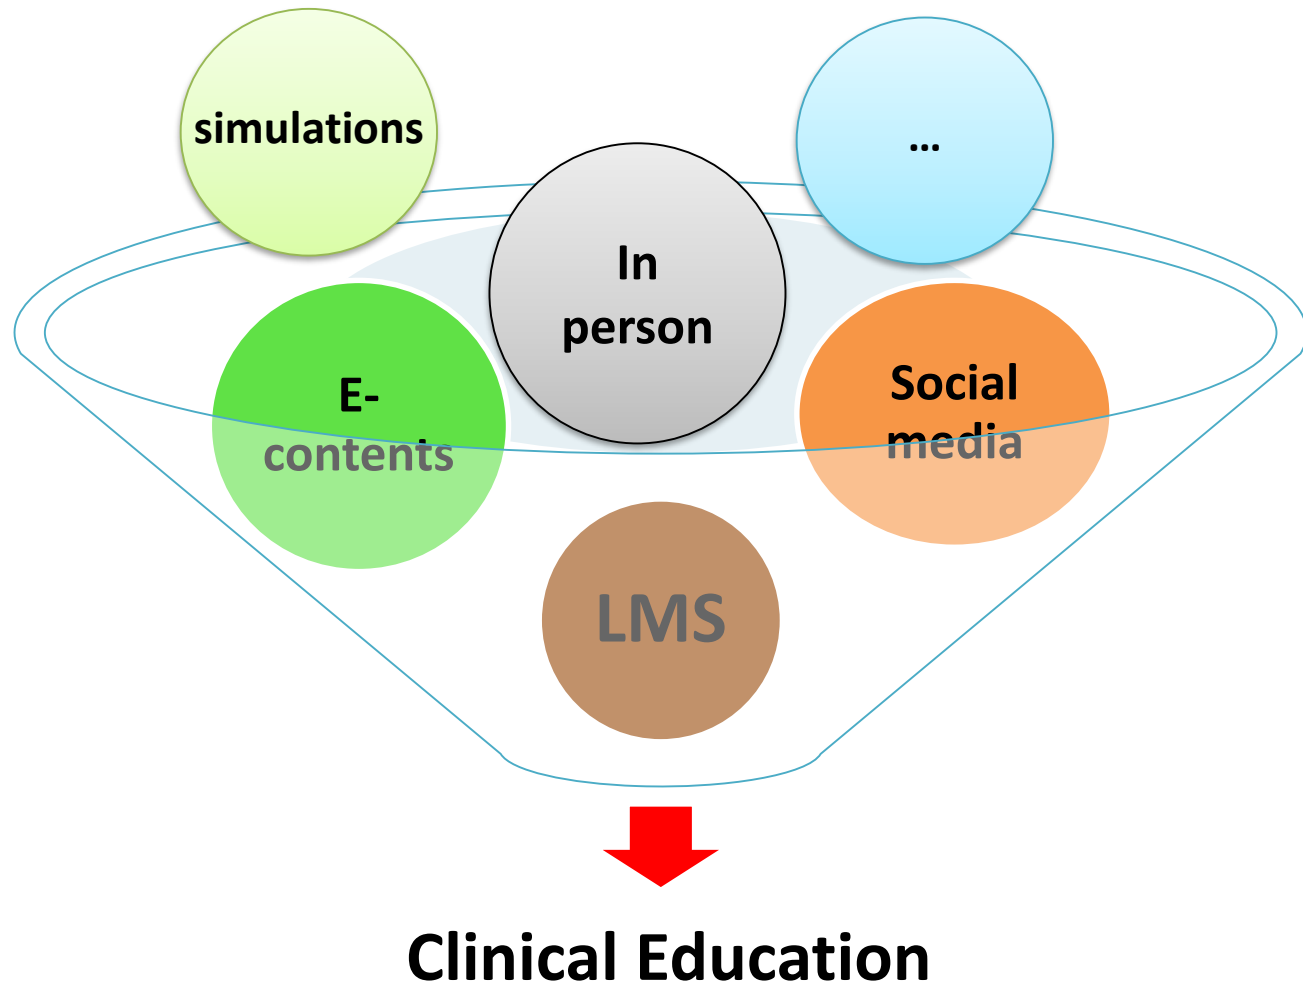 simulations
...
In
person
E-
contents
Social
media
LMS
Clinical Education